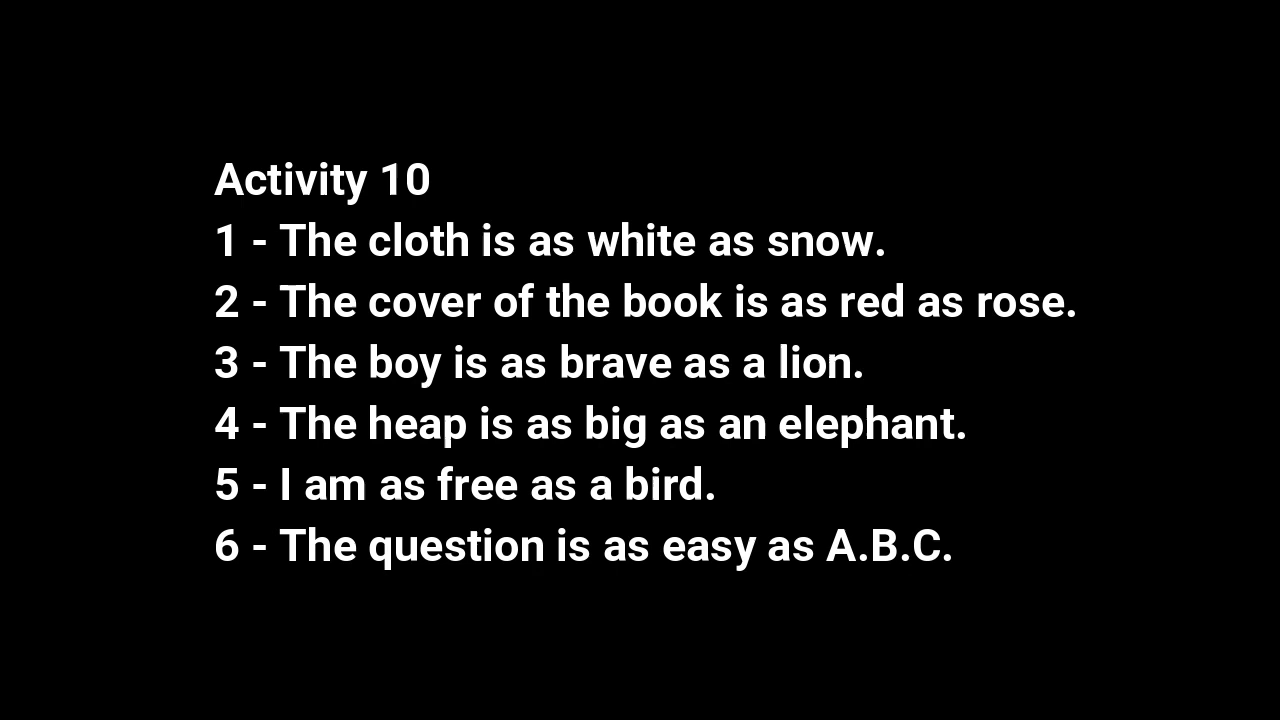 Activity 10
1 - The cloth is as white as snow.
2 - The cover of the book is as red as rose.
3 - The boy is as brave as a lion.
4 - The heap is as big as an elephant.
5 - I am as free as a bird.
6 - The question is as easy as A.B.C.